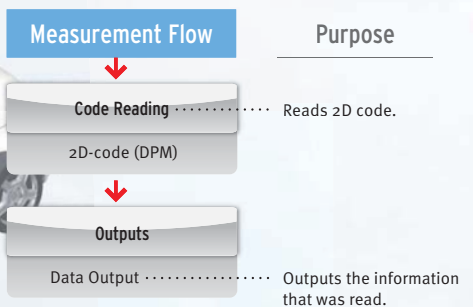 Measurement Flow
Purpose
Code Reading ············· Reads 2D code.
2D-code (DPM)
Outputs
Data Output ················· Outputs the information
that was read.